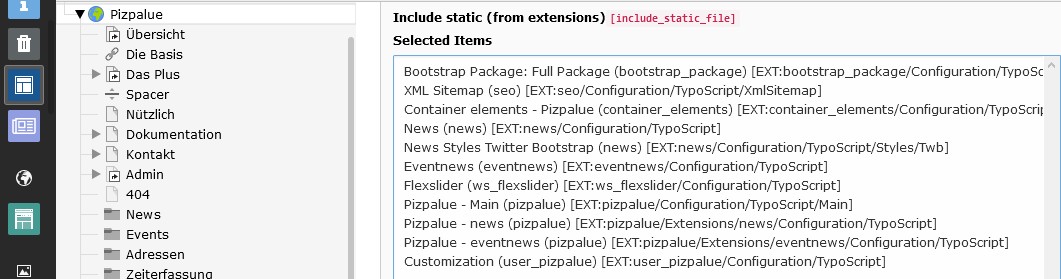 Pizpalue
Übersicht
Die Basis
Das Plus
Spacer
Nützlich
Dokumentation
Kontakt
Admin
404
News
Events
Adressen
Zeiterfassung
Include static (from extensions) [include_static_file]
Selected Items
Bootstrap Package: Full Package (bootstrap_package) [EXT:bootstrap_package/Configuration/TypoSc
XML Sitemap (seo) [EXT:seo/Configuration/TypoScript/XmlSitemap]
Container elements - Pizpalue (container_elements) [EXT:container_elements/Configuration/TypoScri
News (news) [EXT:news/Configuration/TypoScript]
News Styles Twitter Bootstrap (news) [EXT:news/Configuration/TypoScript/Styles/Twb]
Eventnews (eventnews) [EXT:eventnews/Configuration/TypoScript]
Flexslider (ws_flexslider) [EXT:ws_flexslider/Configuration/TypoScript]
Pizpalue - Main (pizpalue) [EXT:pizpalue/Configuration/TypoScript/Main]
Pizpalue - news (pizpalue) [EXT:pizpalue/Extensions/news/Configuration/TypoScript]
Pizpalue - eventnews (pizpalue) [EXT:pizpalue/Extensions/eventnews/Configuration/TypoScript]
Customization (user_pizpalue) [EXT:user_pizpalue/Configuration/TypoScript]